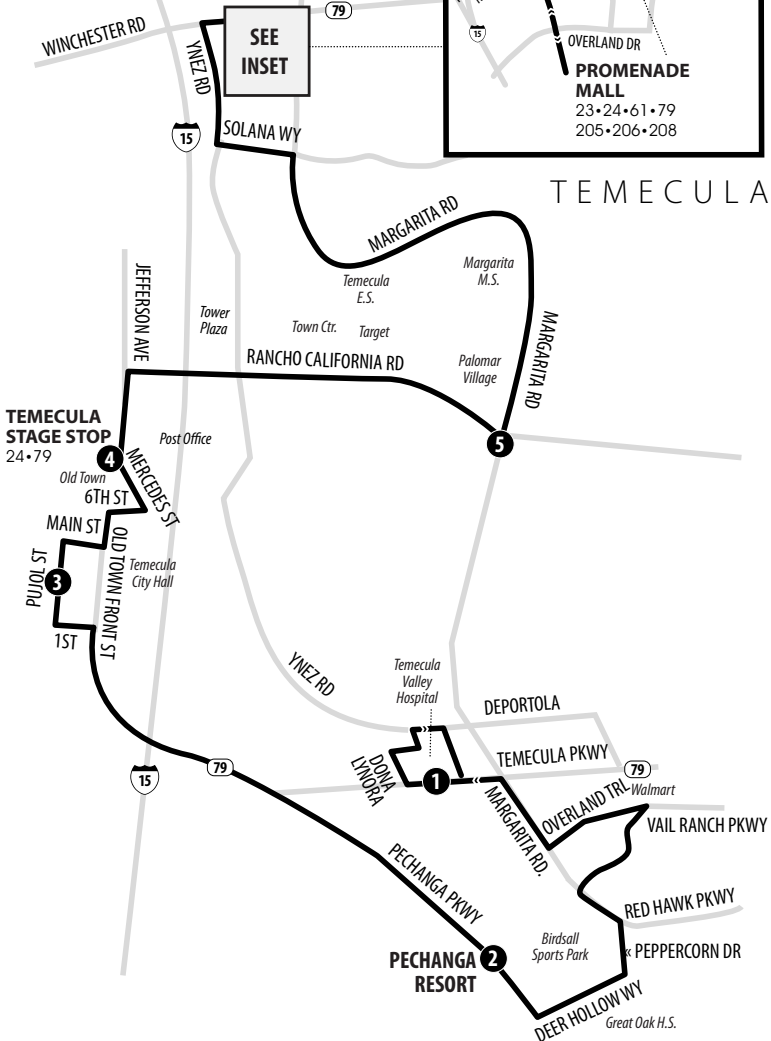 79
WINCHESTER RD
YNEZ RD
SEE
INSET
15
OVERLAND DR
PROMENADE
MALL
23•24•61•79
205•206•208
15
SOLANA WY
TEMECULA
MARGARITA RD
JEFFERSON AVE
Temecula
E.S.
Margarita
M.S.
Tower
Plaza
Town Ctr.
Target
RANCHO CALIFORNIA RD
Palomar
Village
MARGARITA RD
TEMECULA
STAGE STOP
24•79
4
Post Office
5
Old Town
6TH ST
MERCEDES ST
MAIN ST
OLD TOWN FRONT ST
Temecula
City Hall
PUJOL ST
3
1ST
YNEZ RD
Temecula
Valley
Hospital
DEPORTOLA
DONA
LYNORA
1
«
TEMECULA PKWY
79
79
15
MARGARITA RD.
OVERLAND TRL
Walmart
VAIL RANCH PKWY
PECHANGA PKWY
RED HAWK PKWY
Birdsall
Sports Park
« PEPPERCORN DR
PECHANGA
RESORT
2
DEER HOLLOW WY
Great Oak H.S.